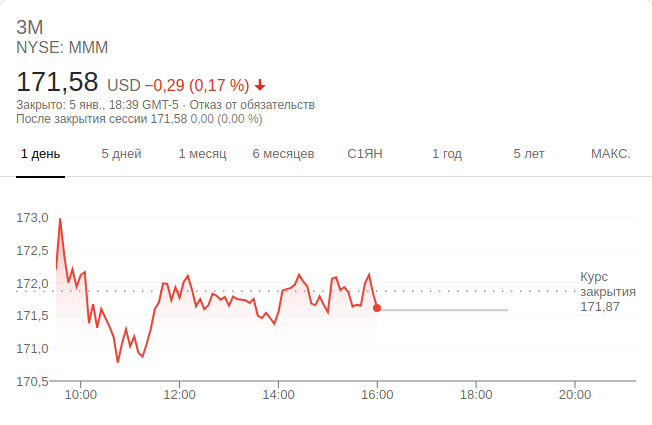 3M
NYSE: MMM
171,58 USD −0,29 (0,17 %)
Закрыто: 5 янв., 18:39 GMT-5 · Отказ от обязательств
После закрытия сессии 171,58 0,00 (0,00 %)
1 день 5 дней 1 месяц 6 месяцев С1ЯН 1 год 5 лет МАКС.
173,0
172,5
172,0
171,5
171,0
170,5
Курс
закрытия
171,87
10:00 12:00 14:00 16:00 18:00 20:00